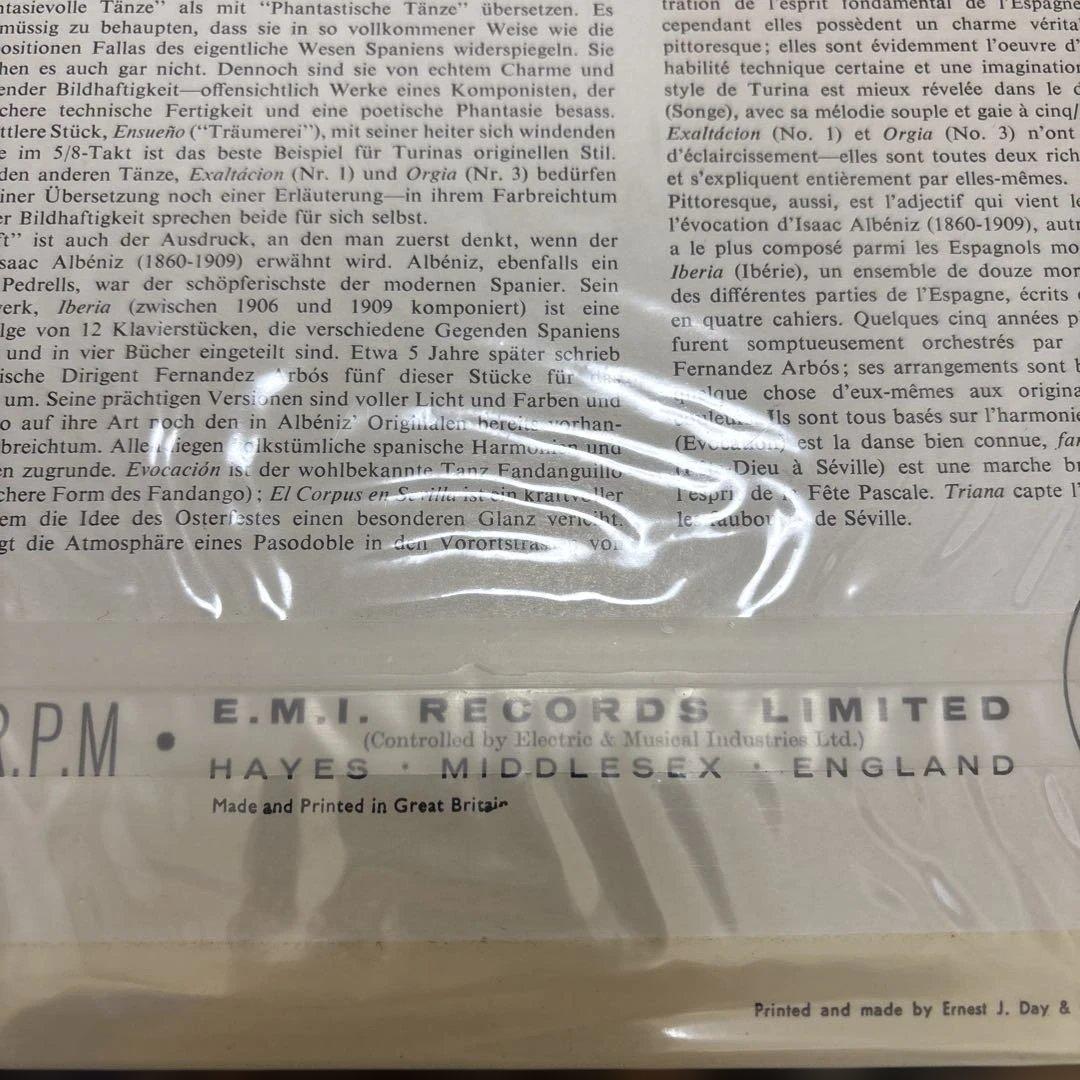 ntasievolle Tänze” als mit “Phantastische Tänze” übersetzen. Es
müssig zu behaupten, dass sie in so vollkommener Weise wie die
ositionen Fallas des eigentliche Wesen Spaniens widerspiegeln. Sie
hen es auch gar nicht. Dennoch sind sie von echtem Charme und
ender Bildhaftigkeit—offensichtlich Werke eines Komponisten, der
chere technische Fertigkeit und eine poetische Phantasie besass.
ttlere Stück, Ensueño (“Träumerei”), mit seiner heiter sich windenden
e im 5/8-Takt ist das beste Beispiel für Turinas originellen Stil.
den anderen Tänze, Exaltácion (Nr. 1) und Orgia (Nr. 3) bedürfen
iner Übersetzung noch einer Erläuterung—in ihrem Farbreichtum
er Bildhaftigkeit sprechen beide für sich selbst.
ft” ist auch der Ausdruck, an den man zuerst denkt, wenn der
saac Albéniz (1860-1909) erwähnt wird. Albéniz, ebenfalls ein
Pedrells, war der schöpferischste der modernen Spanier. Sein
verk, Iberia (zwischen 1906 und 1909 komponiert) ist eine
lge von 12 Klavierstücken, die verschiedene Gegenden Spaniens
und in vier Bücher eingeteilt sind. Etwa 5 Jahre später schrieb
ische Dirigent Fernandez Arbós fünf dieser Stücke für das
um. Seine prächtigen Versionen sind voller Licht und Farben und
o auf ihre Art noch den in Albéniz’ Originalen bereits vorhan-
breichtum. Allen liegen volkstümliche spanische Harmonien und
en zugrunde. Evocación ist der wohlbekannte Tanz Fandanguillo
chere Form des Fandango); El Corpus en Sevilla ist ein kraftvoller
em die Idee des Osterfestes einen besonderen Glanz verleiht.
gt die Atmosphäre eines Pasodoble in den Vorortstrassen von
tration de l’esprit fondamental de l’Espagne
cependant elles possèdent un charme vérita
pittoresque; elles sont évidemment l’oeuvre d’
habilité technique certaine et une imagination
style de Turina est mieux révelée dans le d
(Songe), avec sa mélodie souple et gaie à cinq/
Exaltácion (No. 1) et Orgia (No. 3) n’ont
d’éclaircissement—elles sont toutes deux rich
et s’expliquent entièrement par elles-mêmes.
Pittoresque, aussi, est l’adjectif qui vient le
l’évocation d’Isaac Albéniz (1860-1909), autr
a le plus composé parmi les Espagnols mo
Iberia (Ibérie), un ensemble de douze mor
des différentes parties de l’Espagne, écrits
en quatre cahiers. Quelques cinq années p
furent somptueusement orchestrés par
Fernandez Arbós; ses arrangements sont b
quelque chose d’eux-mêmes aux origina
couleur. Ils sont tous basés sur l’harmonie
(Evocation) est la danse bien connue, fan
Dieu à Séville) est une marche br
l’esprit de la Fête Pascale. Triana capte l’
les faubourgs de Séville.
R.P.M • E.M.I. RECORDS LIMITED
(Controlled by Electric & Musical Industries Ltd.)
HAYES · MIDDLESEX · ENGLAND
Made and Printed in Great Britain
Printed and made by Ernest J. Day &